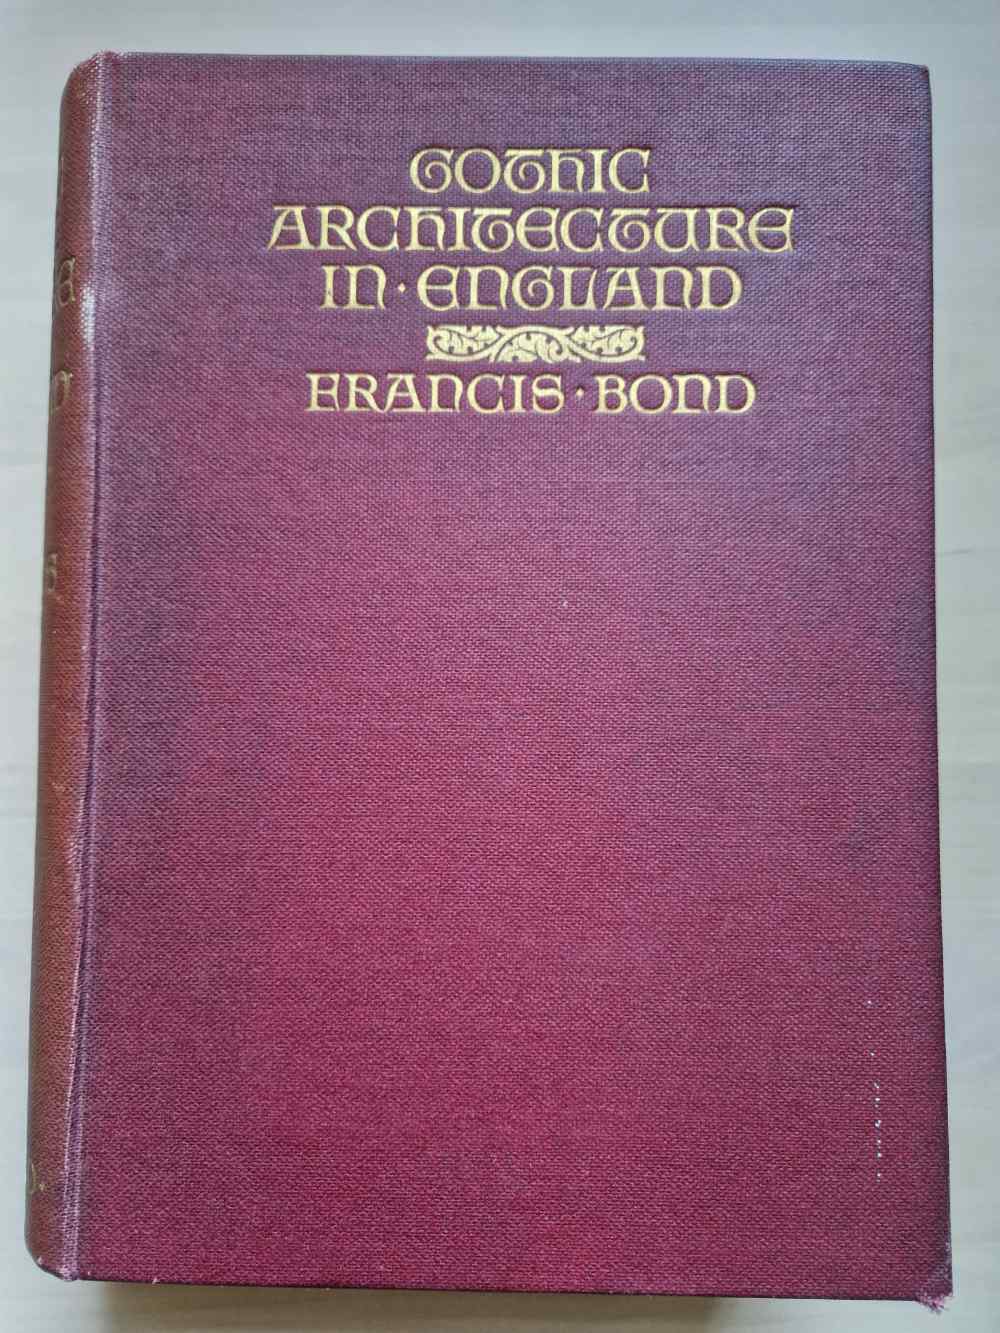 GOTHIC
ARCHITECTURE
IN · ENGLAND
FRANCIS · BOND